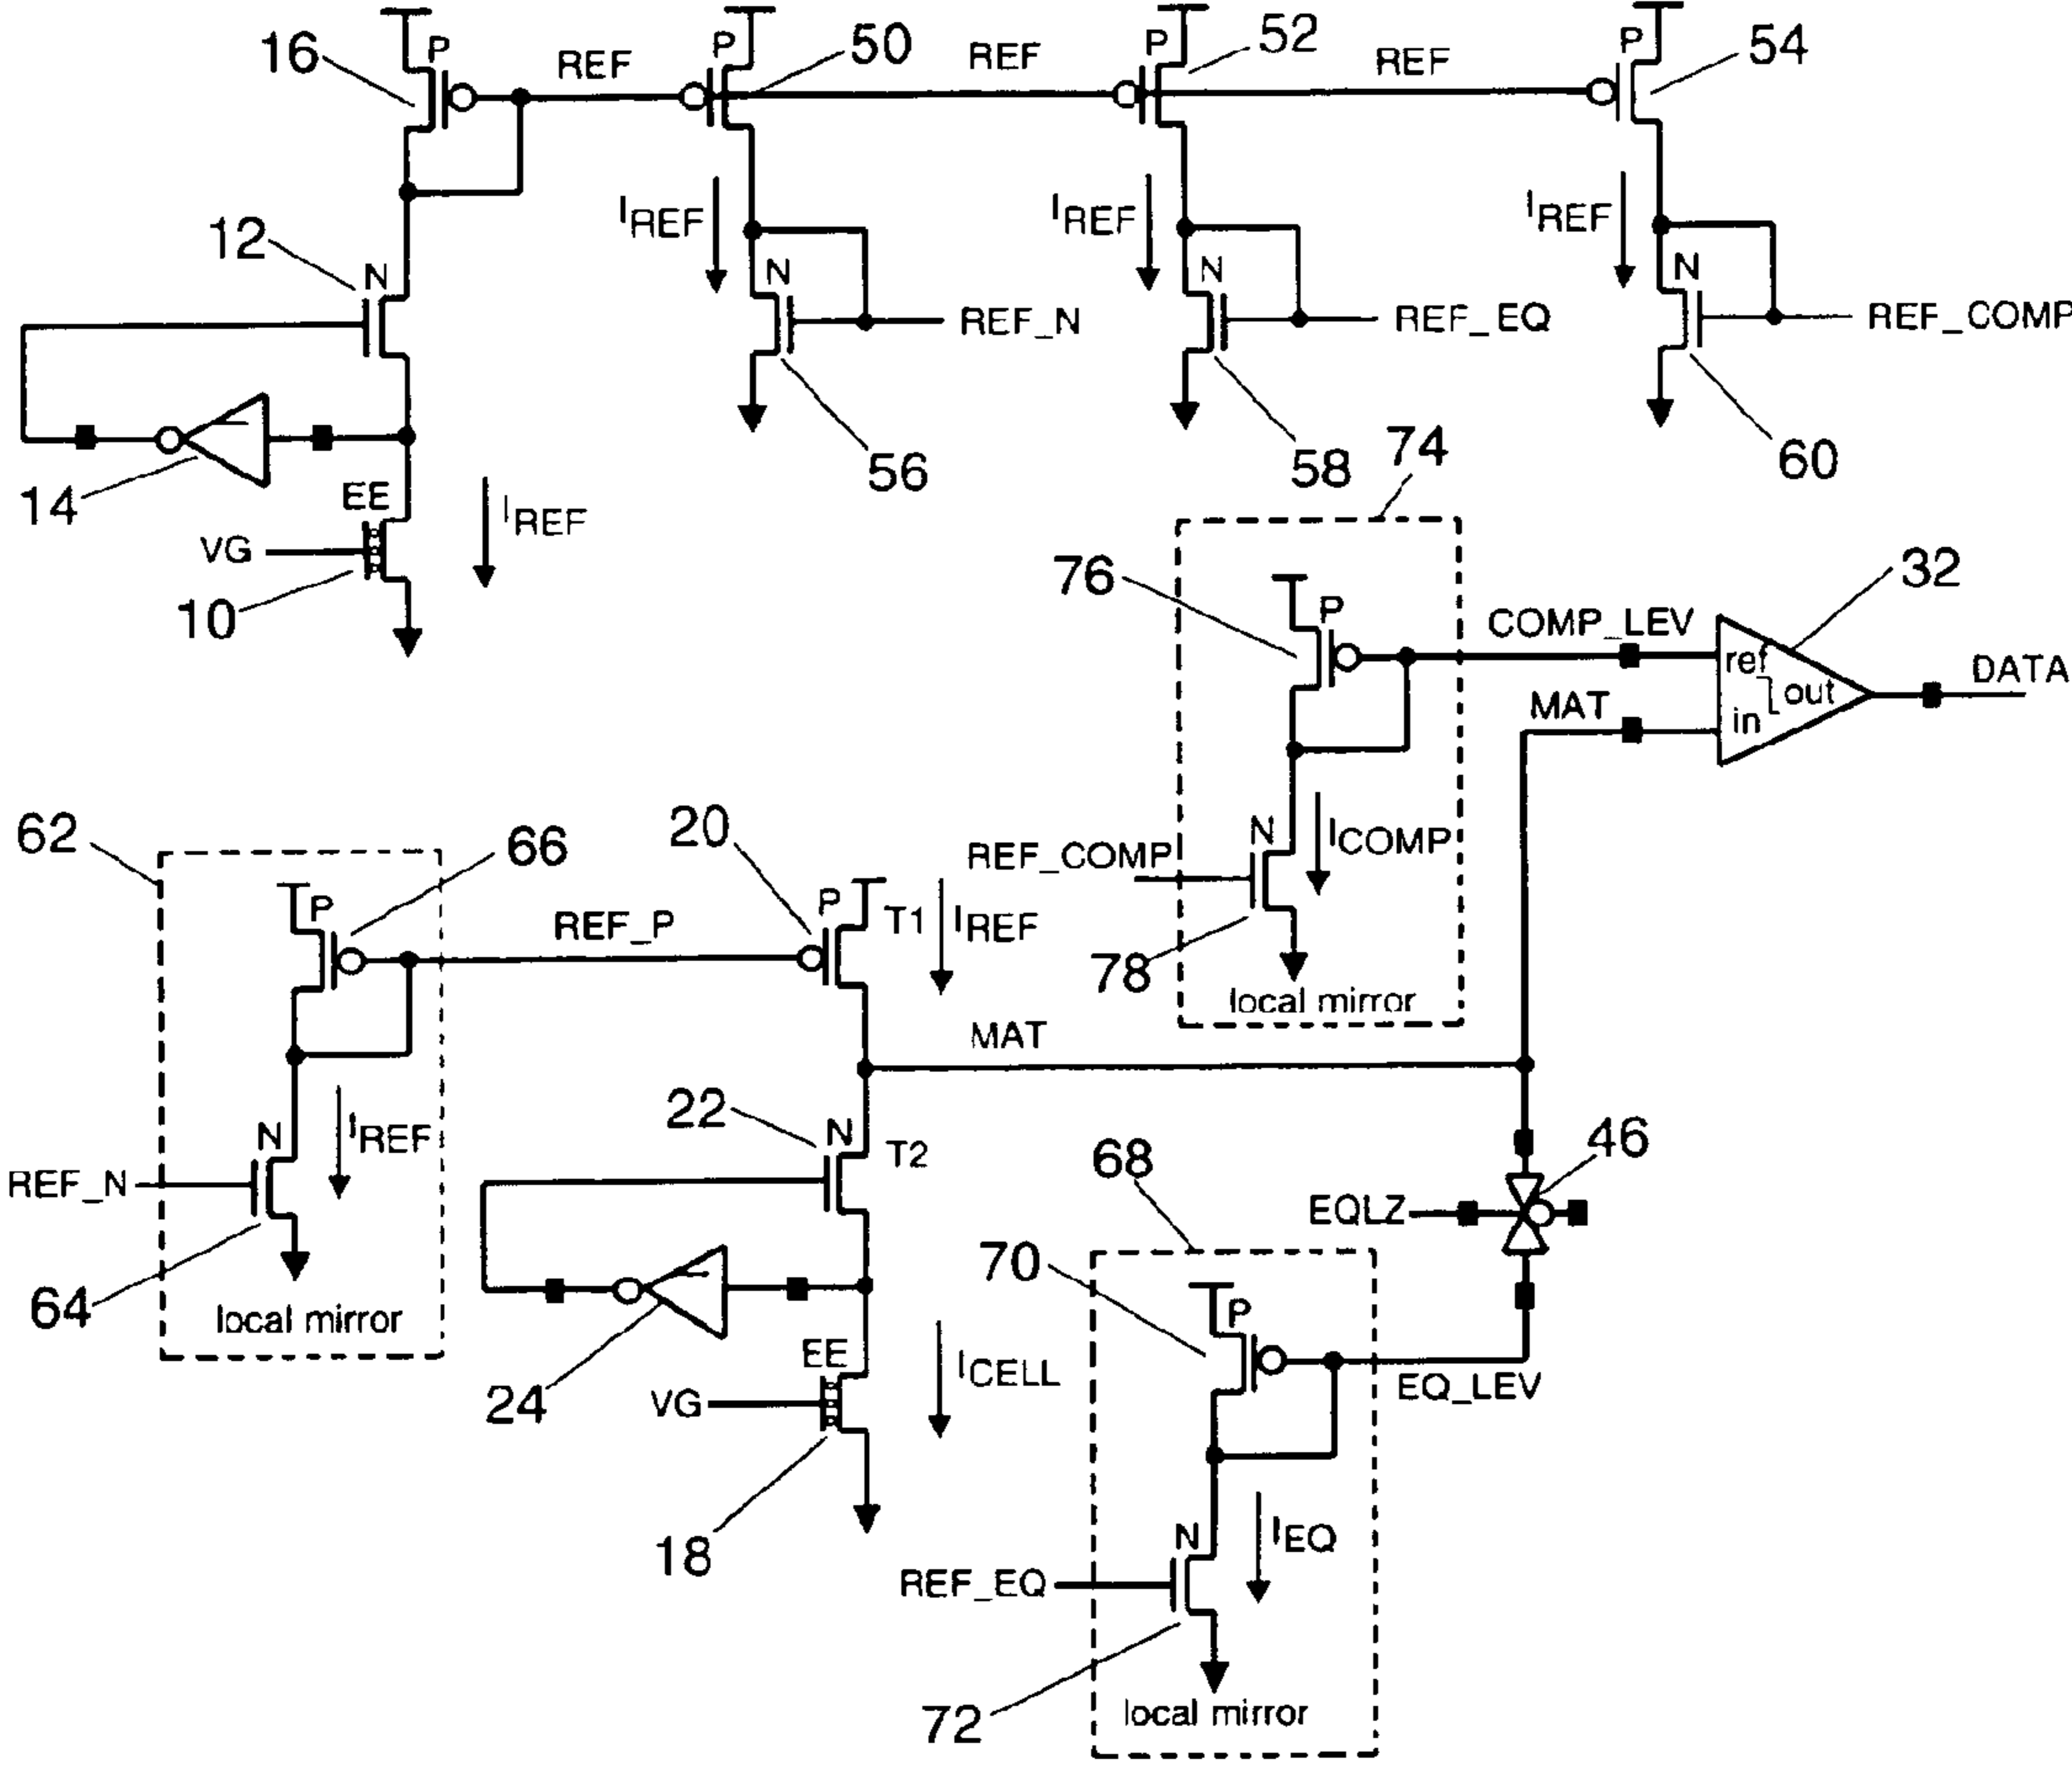 16
P
REF
P
50
REF
P
52
REF
P
54
12
N
IREF
N
REF_N
IREF
N
REF_EQ
IREF
N
REF_COMP
14
EE
VG
10
IREF
56
58
74
60
76
P
COMP_LEV
32
ref
in
out
DATA
MAT
N
ICOMP
REF_COMP
78
local mirror
62
66
P
REF_P
20
P
T1
IREF
MAT
REF_N
N
IREF
64
local mirror
22
N
T2
24
EE
VG
ICELL
18
46
EQLZ
68
70
P
EQ_LEV
N
IEQ
REF_EQ
72
local mirror